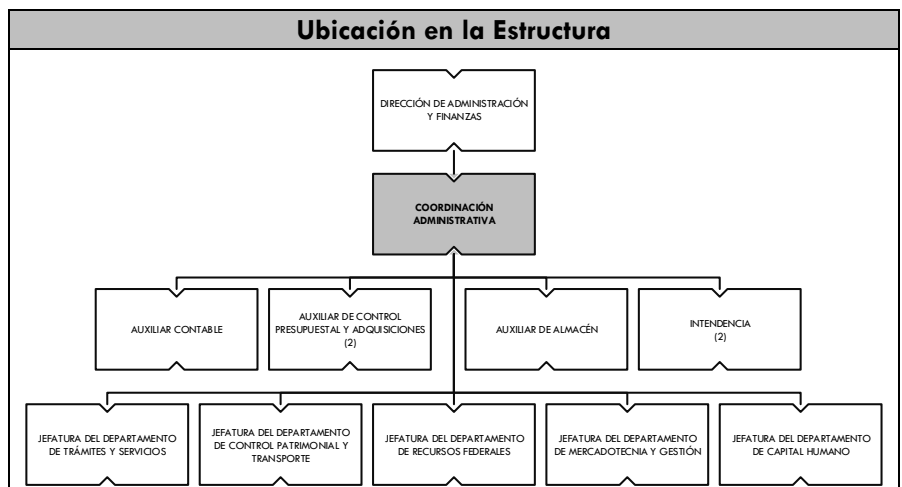 Ubicación en la Estructura
DIRECCIÓN DE ADMINISTRACIÓN
Y FINANZAS
COORDINACIÓN
ADMINISTRATIVA
AUXILIAR CONTABLE
AUXILIAR DE CONTROL
PRESUPUESTAL Y ADQUISICIONES
(2)
AUXILIAR DE ALMACÉN
INTENDENCIA
(2)
JEFATURA DEL DEPARTAMENTO
DE TRÁMITES Y SERVICIOS
JEFATURA DEL DEPARTAMENTO
DE CONTROL PATRIMONIAL Y
TRANSPORTE
JEFATURA DEL DEPARTAMENTO
DE RECURSOS FEDERALES
JEFATURA DEL DEPARTAMENTO
DE MERCADOTECNIA Y GESTIÓN
JEFATURA DEL DEPARTAMENTO
DE CAPITAL HUMANO